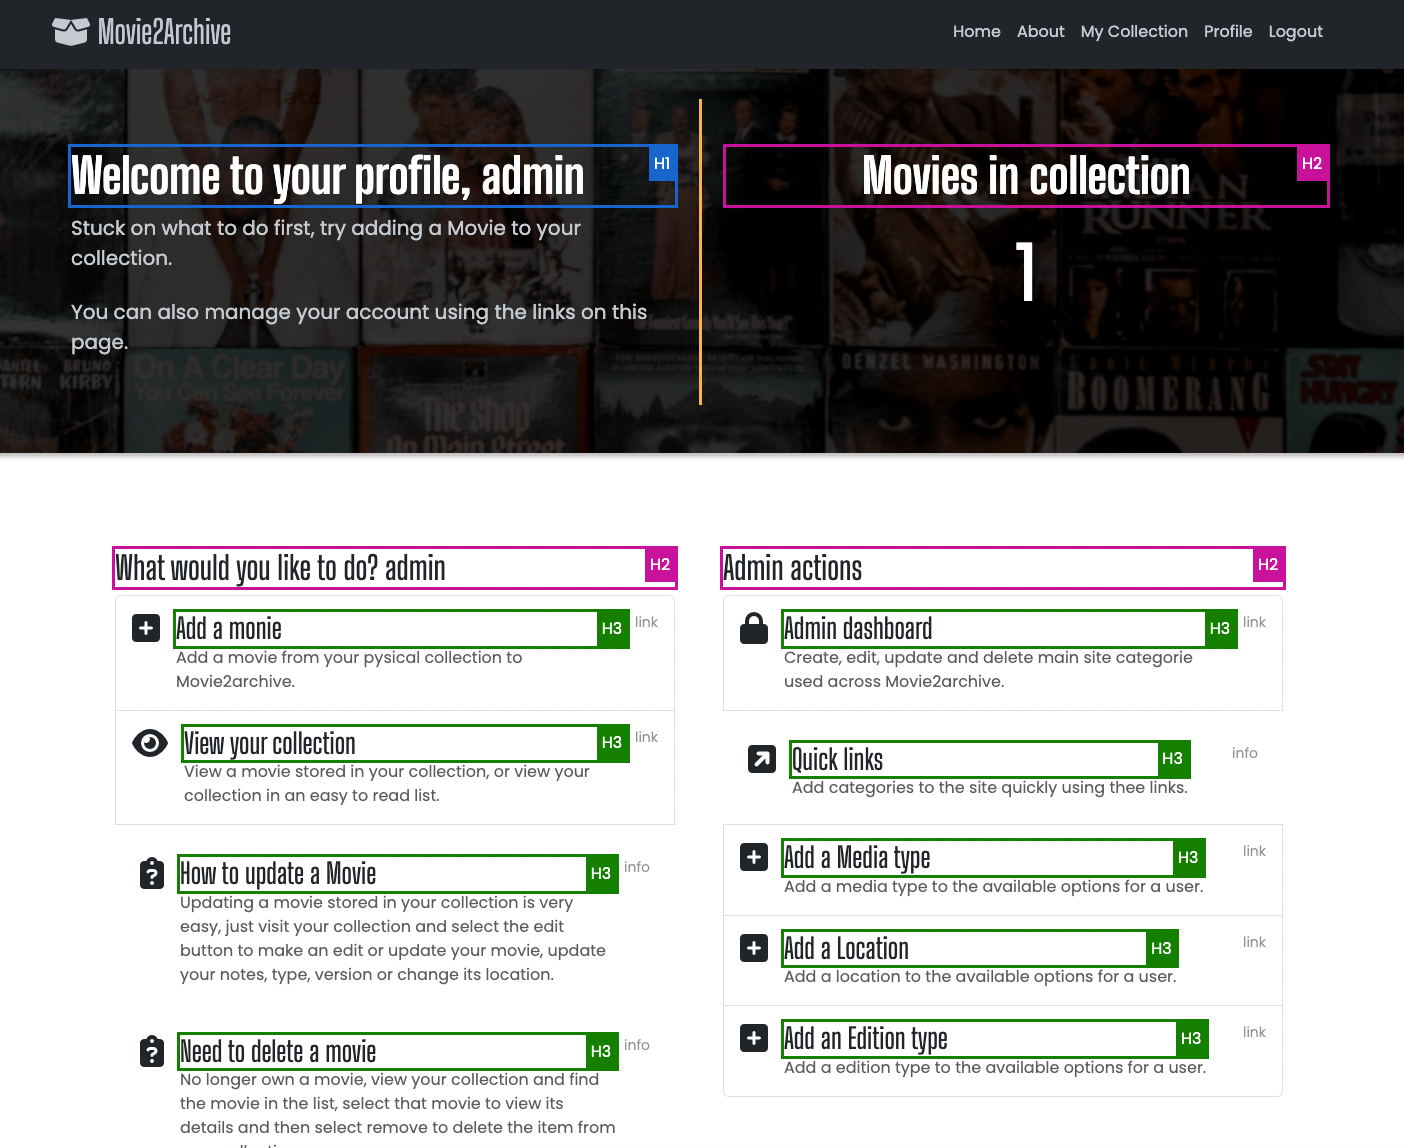 Movie2Archive
Home About My Collection Profile Logout
Welcome to your profile, admin
H1
Stuck on what to do first, try adding a Movie to your
collection.
You can also manage your account using the links on this
page.
Movies in collection
H2
1
RUNNER
On A Clear Day
You Can See Forever
The Shop
On Main Street
BRUNO
KIRBY
DENZEL WASHINGTON
BOOMERANG
STAY
HUNGRY
What would you like to do? admin
H2
Add a monie
H3
link
Add a movie from your pysical collection to
Movie2archive.
View your collection
H3
link
View a movie stored in your collection, or view your
collection in an easy to read list.
How to update a Movie
H3
info
Updating a movie stored in your collection is very
easy, just visit your collection and select the edit
button to make an edit or update your movie, update
your notes, type, version or change its location.
Need to delete a movie
H3
info
No longer own a movie, view your collection and find
the movie in the list, select that movie to view its
details and then select remove to delete the item from
Admin actions
H2
Admin dashboard
H3
link
Create, edit, update and delete main site categorie
used across Movie2archive.
Quick links
H3
info
Add categories to the site quickly using thee links.
Add a Media type
H3
link
Add a media type to the available options for a user.
Add a Location
H3
link
Add a location to the available options for a user.
Add an Edition type
H3
link
Add a edition type to the available options for a user.